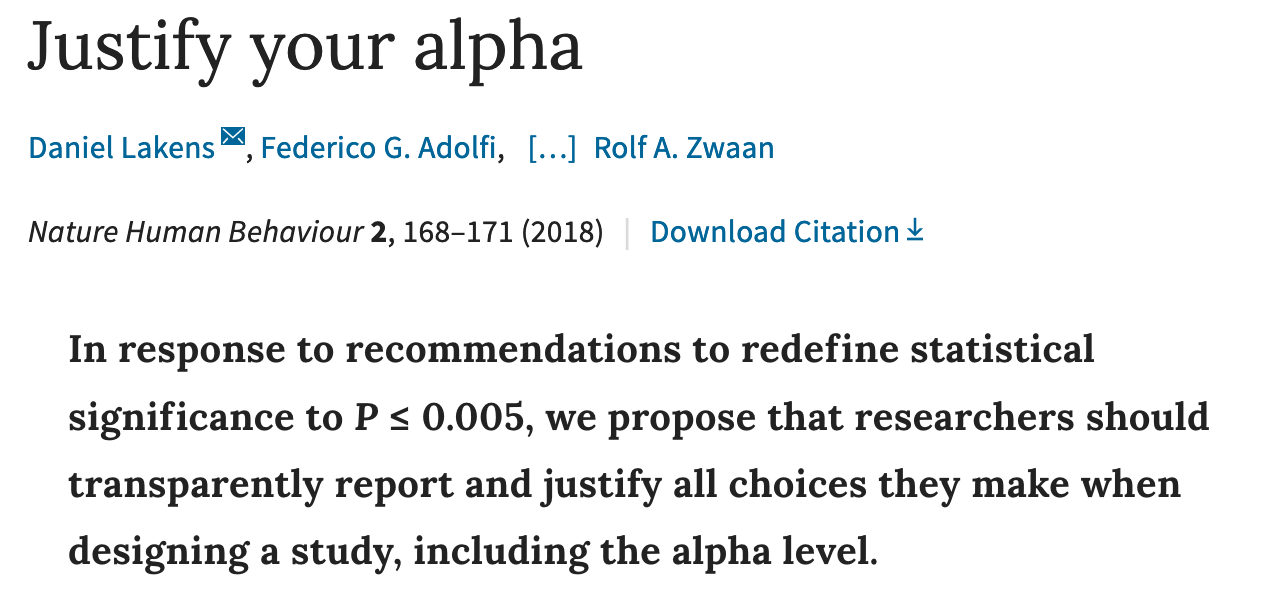 Justify your alpha
Daniel Lakens, Federico G. Adolfi, [...] Rolf A. Zwaan
Nature Human Behaviour 2, 168–171 (2018) | Download Citation
In response to recommendations to redefine statistical
significance to P ≤ 0.005, we propose that researchers should
transparently report and justify all choices they make when
designing a study, including the alpha level.